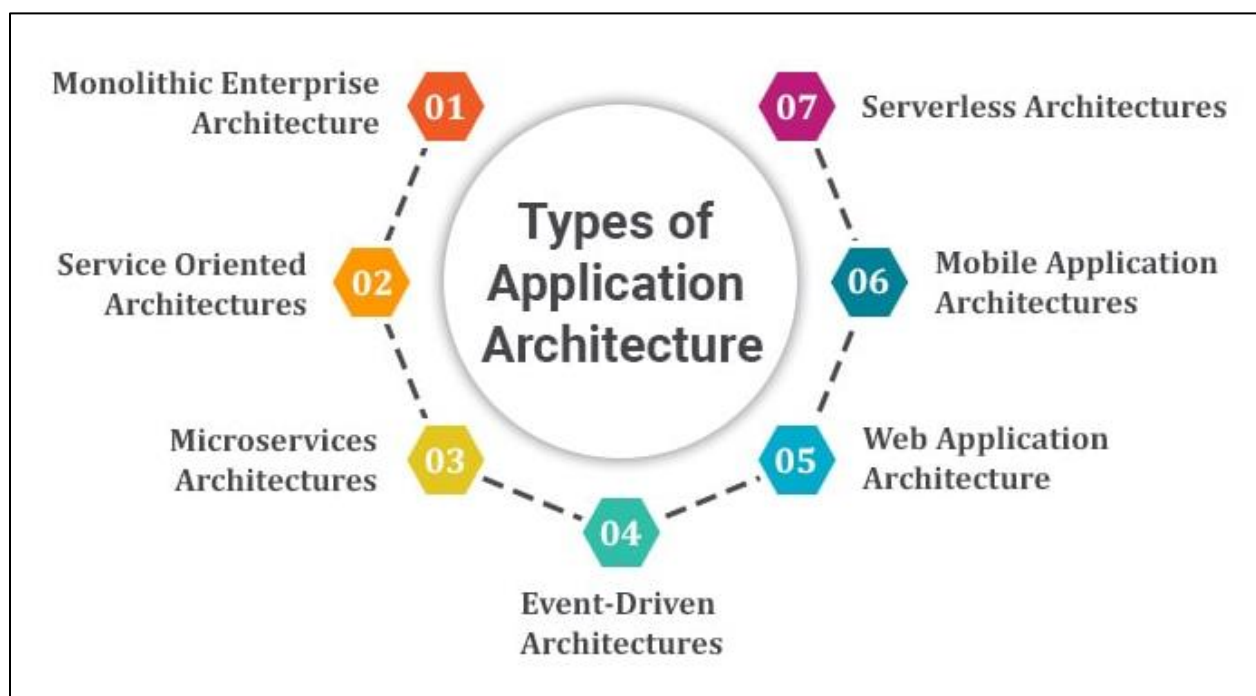 Types of
Application
Architecture
01
Monolithic Enterprise
Architecture
02
Service Oriented
Architectures
03
Microservices
Architectures
04
Event-Driven
Architectures
05
Web Application
Architecture
06
Mobile Application
Architectures
07
Serverless Architectures